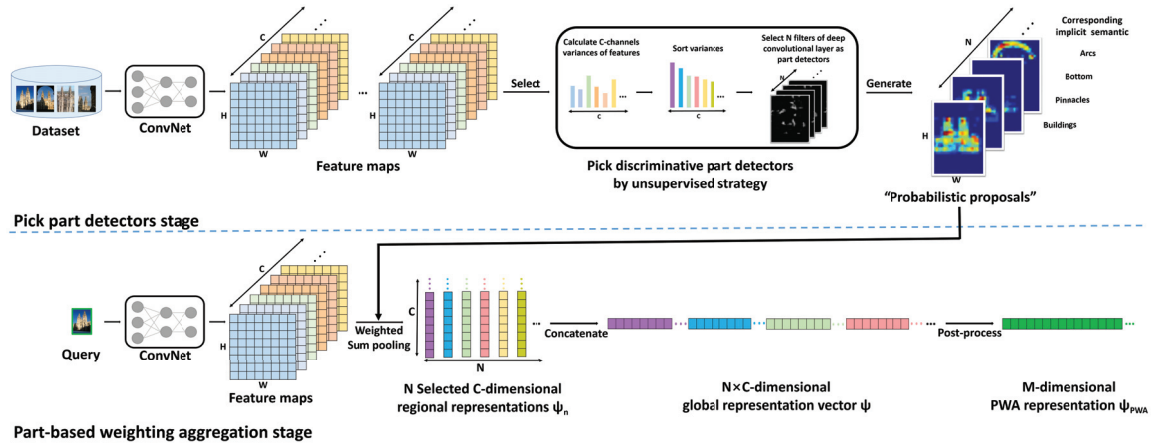 Dataset
ConvNet
C
H
W
...
Feature maps
Select
Calculate C-channels
variances of features
...
C
Sort variances
...
C
Select N filters of deep
convolutional layer as
part detectors
N
Pick discriminative part detectors
by unsupervised strategy
Generate
N
H
W
"Probabilistic proposals"
Corresponding
implicit semantic
Arcs
Bottom
Pinnacles
Buildings
Pick part detectors stage
Query
ConvNet
C
H
W
Feature maps
Weighted
Sum pooling
C
N
...
N Selected C-dimensional
regional representations ψn
Concatenate
...
N×C-dimensional
global representation vector ψ
Post-process
...
M-dimensional
PWA representation ψPWA
Part-based weighting aggregation stage